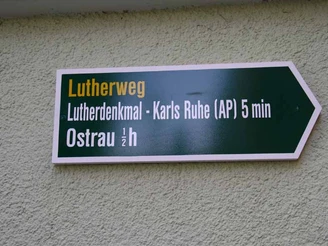 Lutherweg
Lutherdenkmal · Karls Ruhe (AP) 5 min
Ostrau ½ h